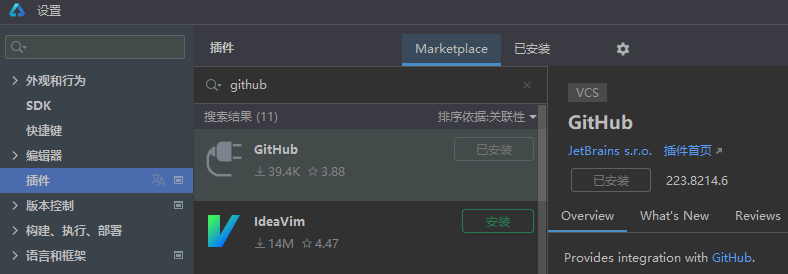 设置
插件
Marketplace
已安装
外观和行为
SDK
快捷键
编辑器
插件
版本控制
构建、执行、部署
语言和框架
github
搜索结果 (11)
排序依据:关联性
GitHub
39.4K 3.88
已安装
IdeaVim
14M 4.47
安装
VCS
GitHub
JetBrains s.r.o. 插件首页
已安装 223.8214.6
Overview What's New Reviews
Provides integration with GitHub.